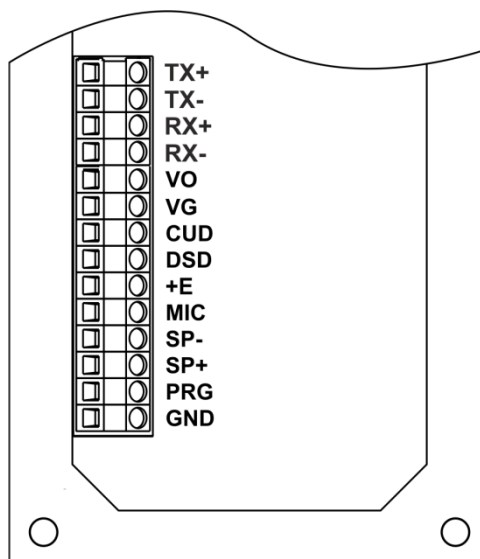 TX+
TX-
RX+
RX-
VO
VG
CUD
DSD
+E
MIC
SP-
SP+
PRG
GND